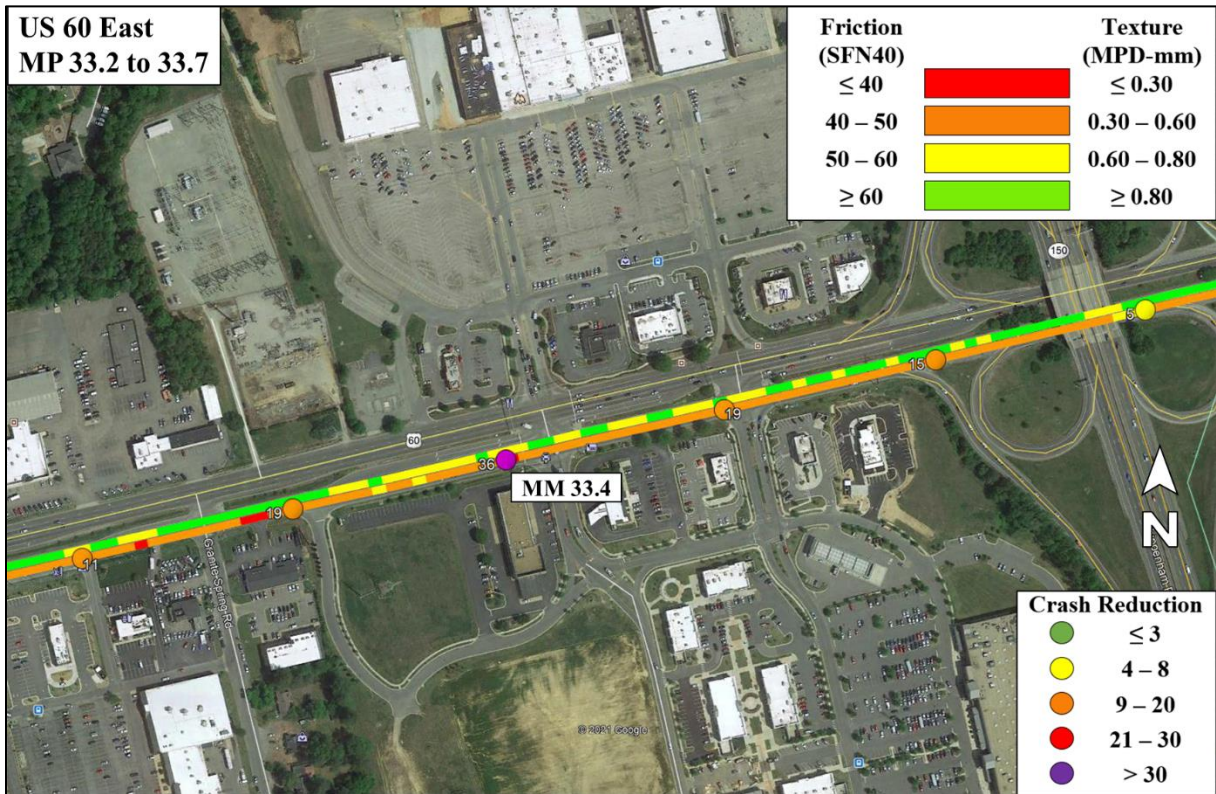 US 60 East
MP 33.2 to 33.7
Friction
(SFN40)
Texture
(MPD-mm)
≤ 40
≤ 0.30
40 – 50
0.30 – 0.60
50 – 60
0.60 – 0.80
≥ 60
≥ 0.80
150
5
15
19
60
36
MM 33.4
19
11
N
© 2021 Google
Crash Reduction
≤ 3
4 – 8
9 – 20
21 – 30
> 30